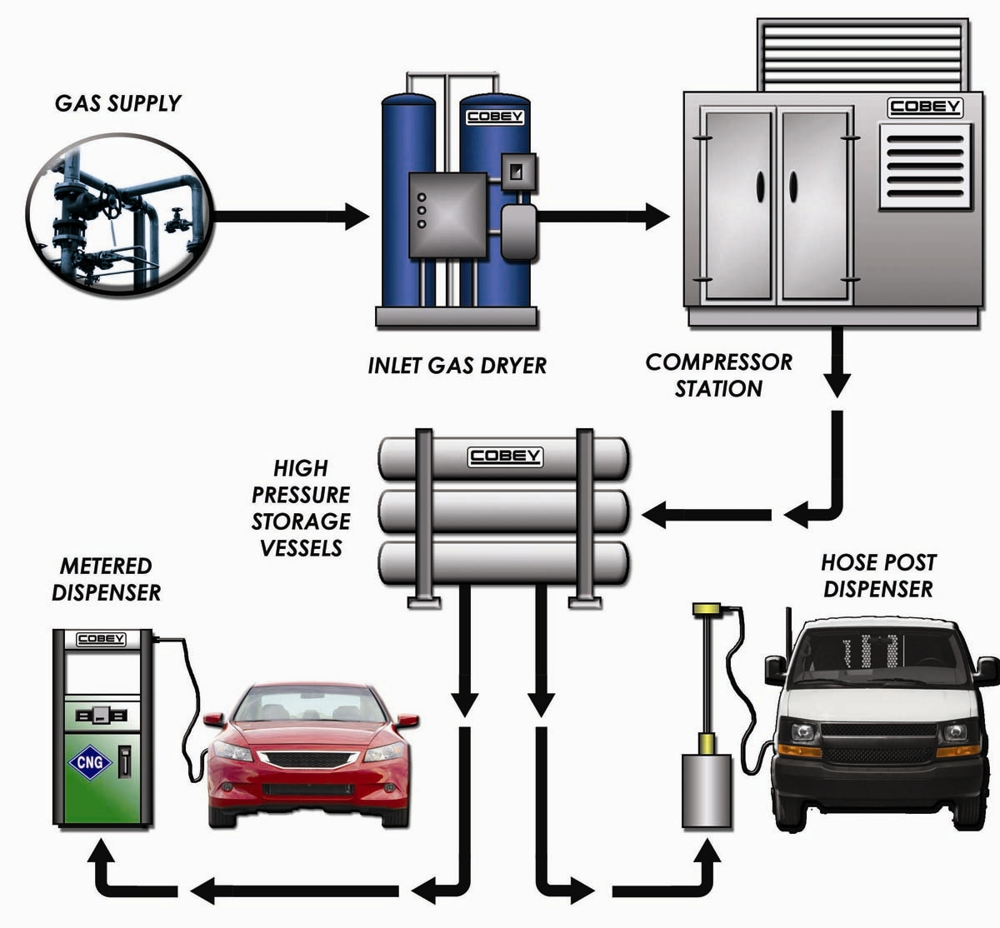 GAS SUPPLY
COBEY
COBEY
INLET GAS DRYER
COMPRESSOR
STATION
HIGH
PRESSURE
STORAGE
VESSELS
COBEY
METERED
DISPENSER
HOSE POST
DISPENSER
COBEY
CNG